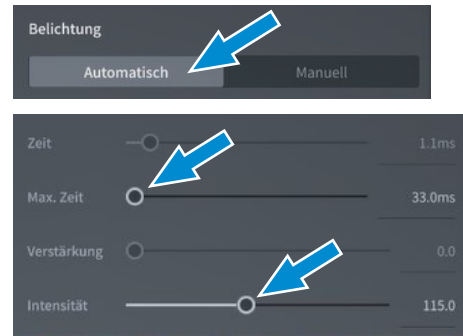 Belichtung
Automatisch Manuell
Zeit 1.1ms
Max. Zeit 33.0ms
Verstärkung 0.0
Intensität 115.0